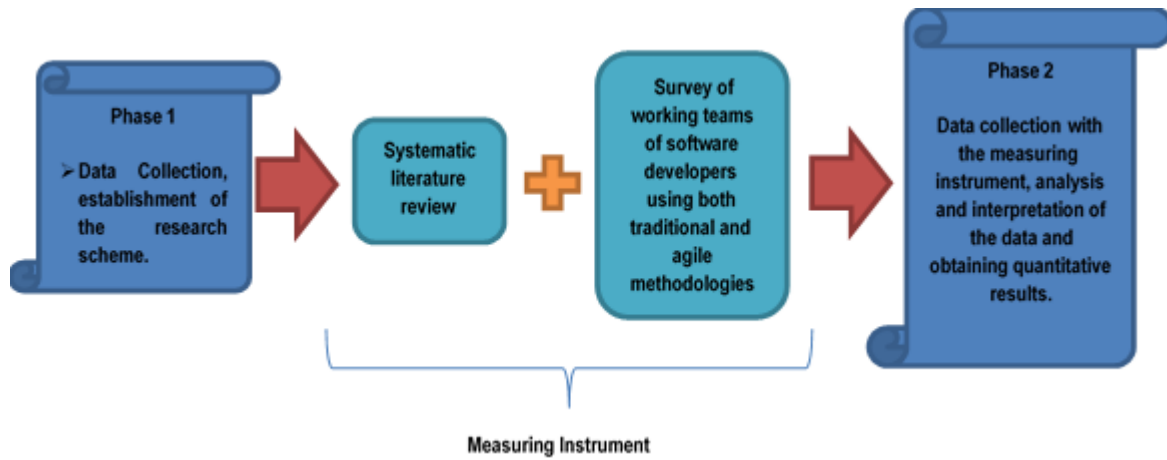 Phase 1
➢ Data Collection,
establishment of
the research
scheme.
Systematic
literature
review
Survey of
working teams
of software
developers
using both
traditional and
agile
methodologies
Phase 2
Data collection with
the measuring
instrument, analysis
and interpretation of
the data and
obtaining quantitative
results.
Measuring Instrument